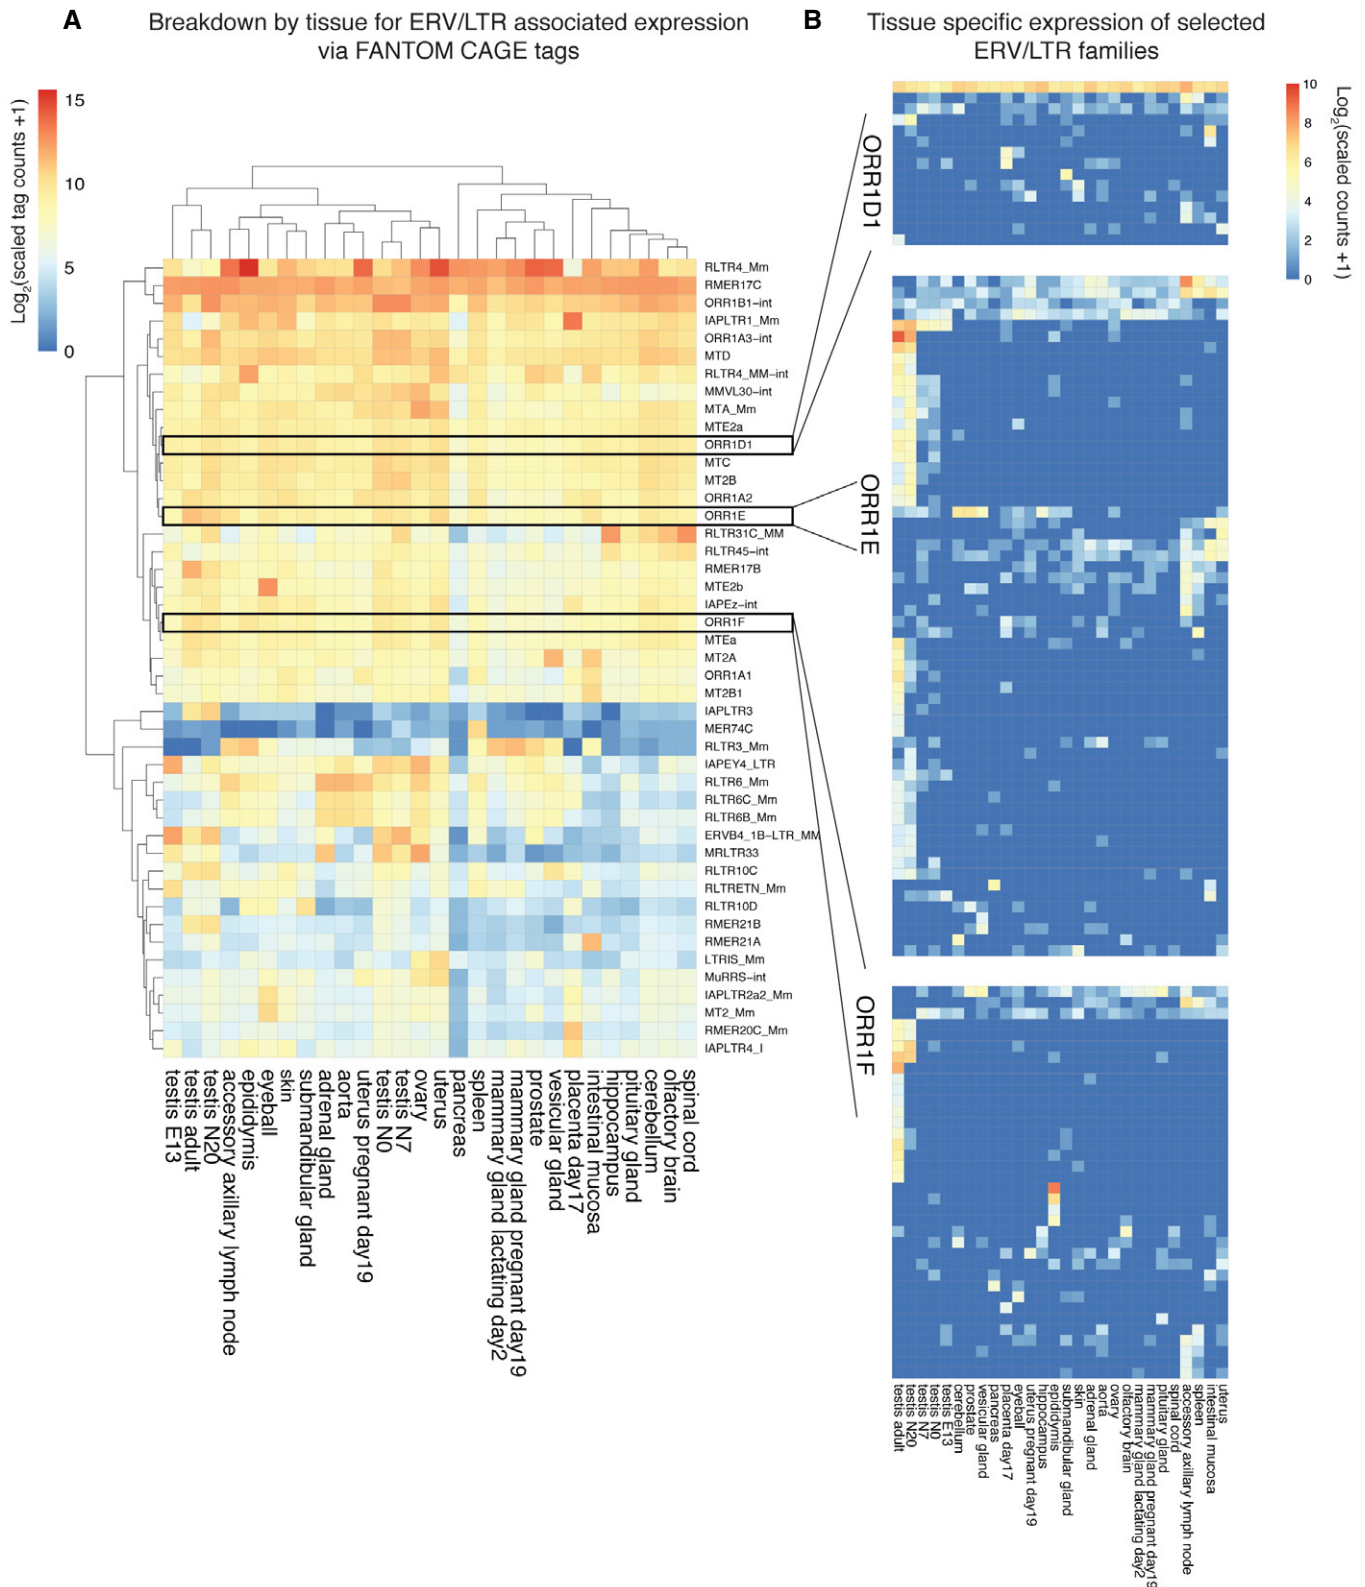 A
Breakdown by tissue for ERV/LTR associated expression
via FANTOM CAGE tags
Log2(scaled tag counts +1)
15
10
5
0
RLTR4_Mm
RMER17C
ORR1B1-int
IAPLTR1_Mm
ORR1A3-int
MTD
RLTR4_MM-int
MMVL30-int
MTA_Mm
MTE2a
ORR1D1
MTC
MT2B
ORR1A2
ORR1E
RLTR31C_MM
RLTR45-int
RMER17B
MTE2b
IAPEz-int
ORR1F
MTEa
MT2A
ORR1A1
MT2B1
IAPLTR3
MER74C
RLTR3_Mm
IAPEY4_LTR
RLTR6_Mm
RLTR6C_Mm
RLTR6B_Mm
ERVB4_1B-LTR_MM
MRLTR33
RLTR10C
RLTRETN_Mm
RLTR10D
RMER21B
RMER21A
LTRIS_Mm
MuRRS-int
IAPLTR2a2_Mm
MT2_Mm
RMER20C_Mm
IAPLTR4_I
testis E13
testis adult
testis N20
accessory axillary lymph node
epididymis
eyeball
skin
submandibular gland
adrenal gland
aorta
uterus pregnant day19
testis N0
testis N7
ovary
uterus
pancreas
spleen
mammary gland lactating day2
mammary gland pregnant day19
prostate
vesicular gland
placenta day17
intestinal mucosa
hippocampus
pituitary gland
cerebellum
olfactory brain
spinal cord
B
Tissue specific expression of selected
ERV/LTR families
10
8
6
4
2
0
Log2(scaled counts +1)
ORR1D1
ORR1E
ORR1F
testis adult
testis N20
testis N7
testis N0
testis E13
cerebellum
prostate
vesicular gland
pancreas
placenta day17
eyeball
uterus pregnant day19
hippocampus
epididymis
submandibular gland
skin
adrenal gland
aorta
ovary
olfactory brain
mammary gland lactating day2
mammary gland pregnant day19
pituitary gland
spinal cord
accessory axillary lymph node
spleen
intestinal mucosa
uterus